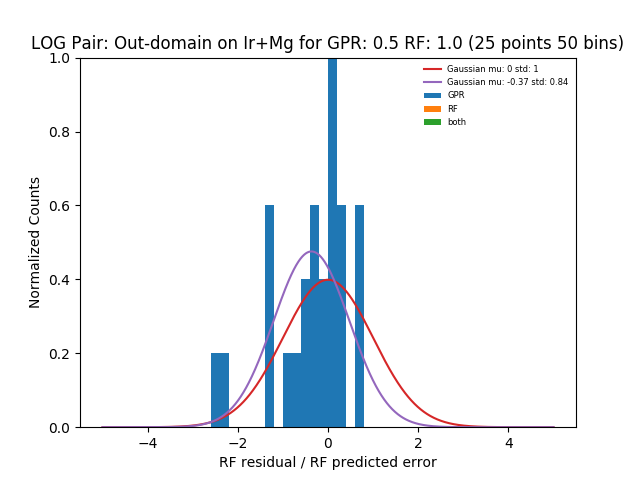 LOG Pair: Out-domain on Ir+Mg for GPR: 0.5 RF: 1.0 (25 points 50 bins)
Gaussian mu: 0 std: 1
Gaussian mu: -0.37 std: 0.84
GPR
RF
both
1.0
0.8
0.6
0.4
0.2
0.0
Normalized Counts
−4
−2
0
2
4
RF residual / RF predicted error